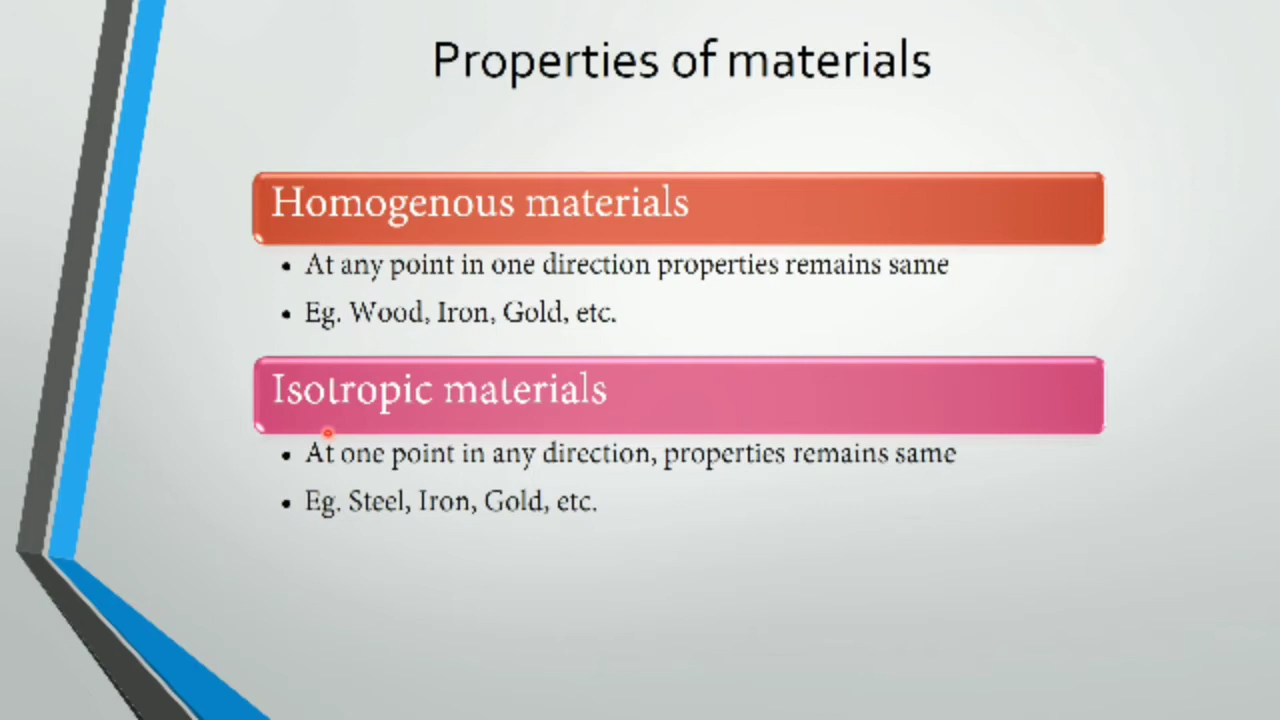 Properties of materials
Homogenous materials
• At any point in one direction properties remains same
• Eg. Wood, Iron, Gold, etc.
Isotropic materials
• At one point in any direction, properties remains same
• Eg. Steel, Iron, Gold, etc.